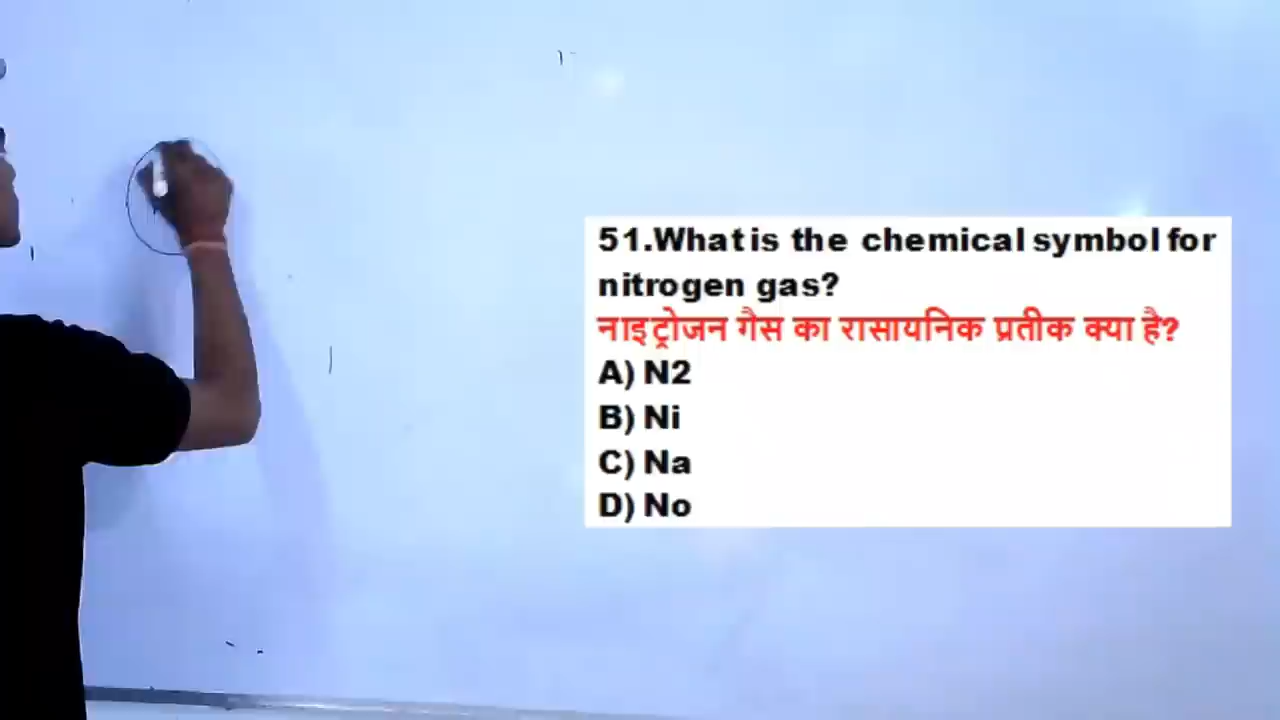 51.What is the chemical symbol for
nitrogen gas?
नाइट्रोजन गैस का रासायनिक प्रतीक क्या है?
A) N2
B) Ni
C) Na
D) No